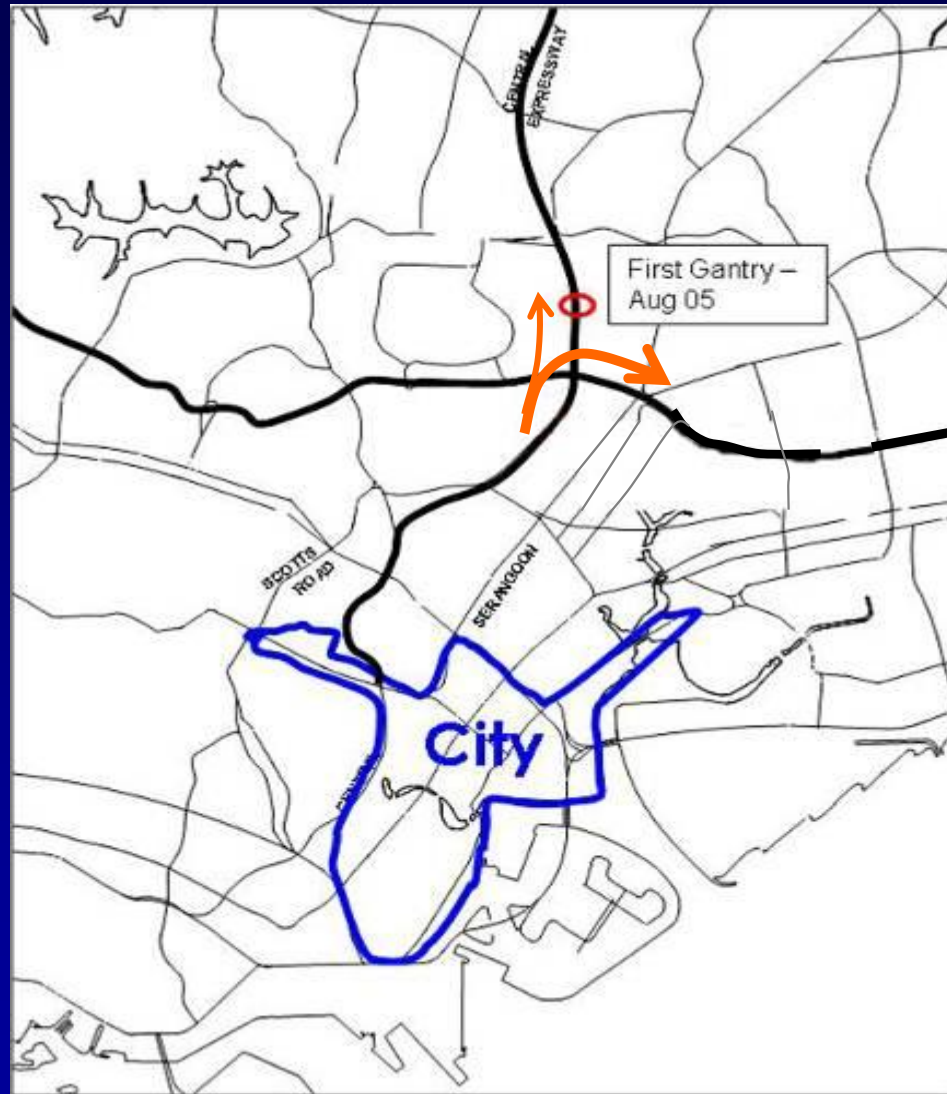 CENTRAL
EXPRESSWAY
First Gantry –
Aug 05
SCOTTS
ROAD
SERANGOON
City